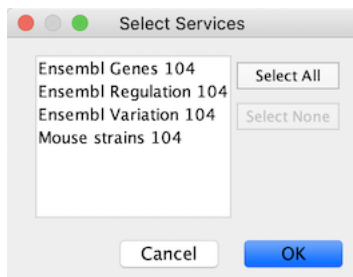 Select Services
Ensembl Genes 104
Ensembl Regulation 104
Ensembl Variation 104
Mouse strains 104
Select All
Select None
Cancel
OK